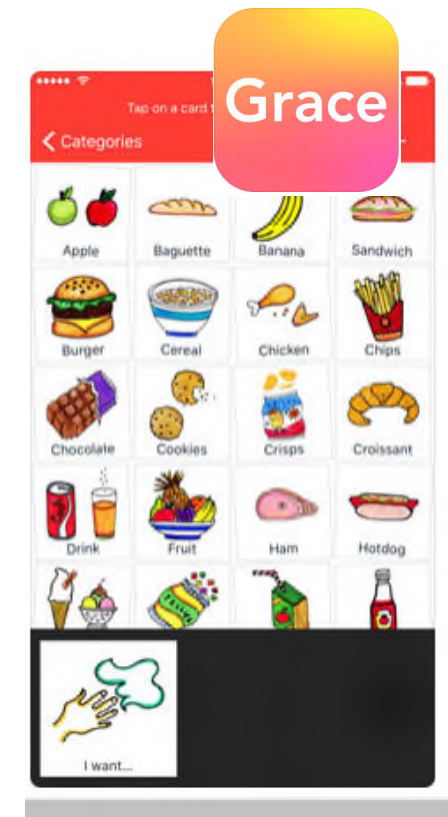 Grace
Tap on a card t
Categories
Apple Baguette Banana Sandwich
Burger Cereal Chicken Chips
Chocolate Cookies Crisps Croissant
Drink Fruit Ham Hotdog
I want...